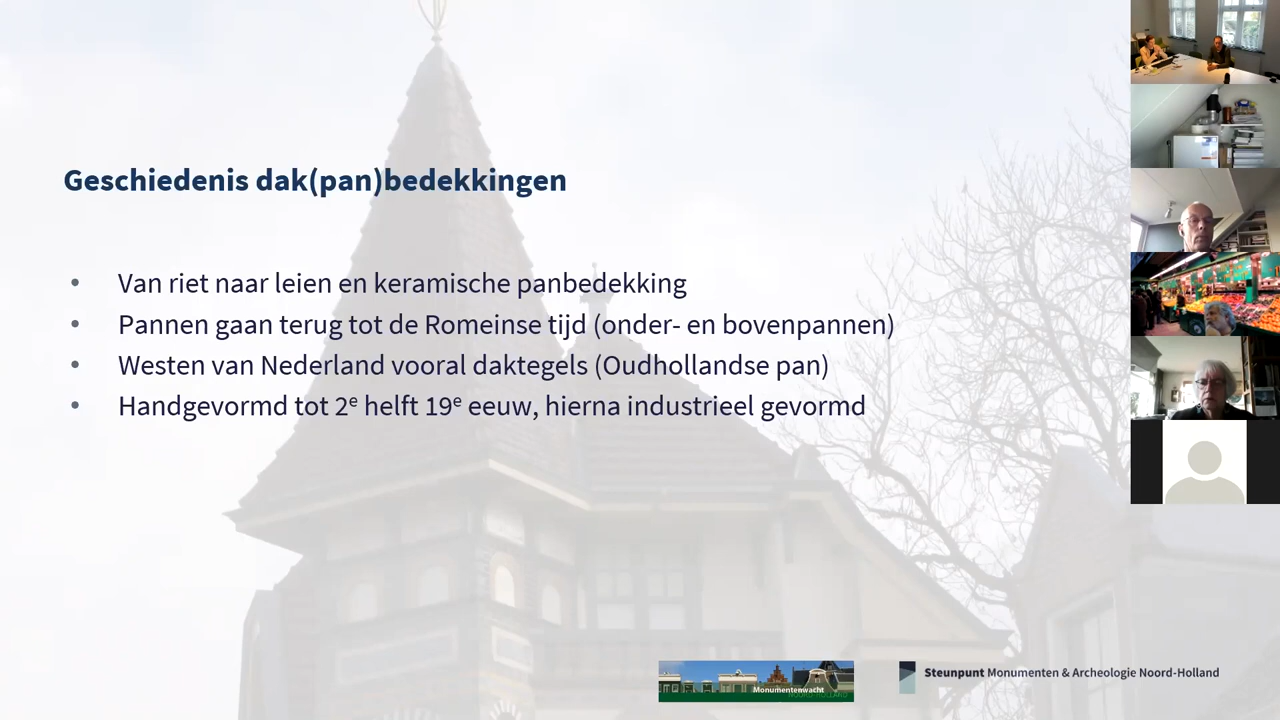 Geschiedenis dak(pan)bedekkingen
• Van riet naar leien en keramische panbedekking
• Pannen gaan terug tot de Romeinse tijd (onder- en bovenpannen)
• Westen van Nederland vooral daktegels (Oudhollandse pan)
• Handgevormd tot 2e helft 19e eeuw, hierna industrieel gevormd
Monumentenwacht
NOORD-HOLLAND
Steunpunt Monumenten & Archeologie Noord-Holland